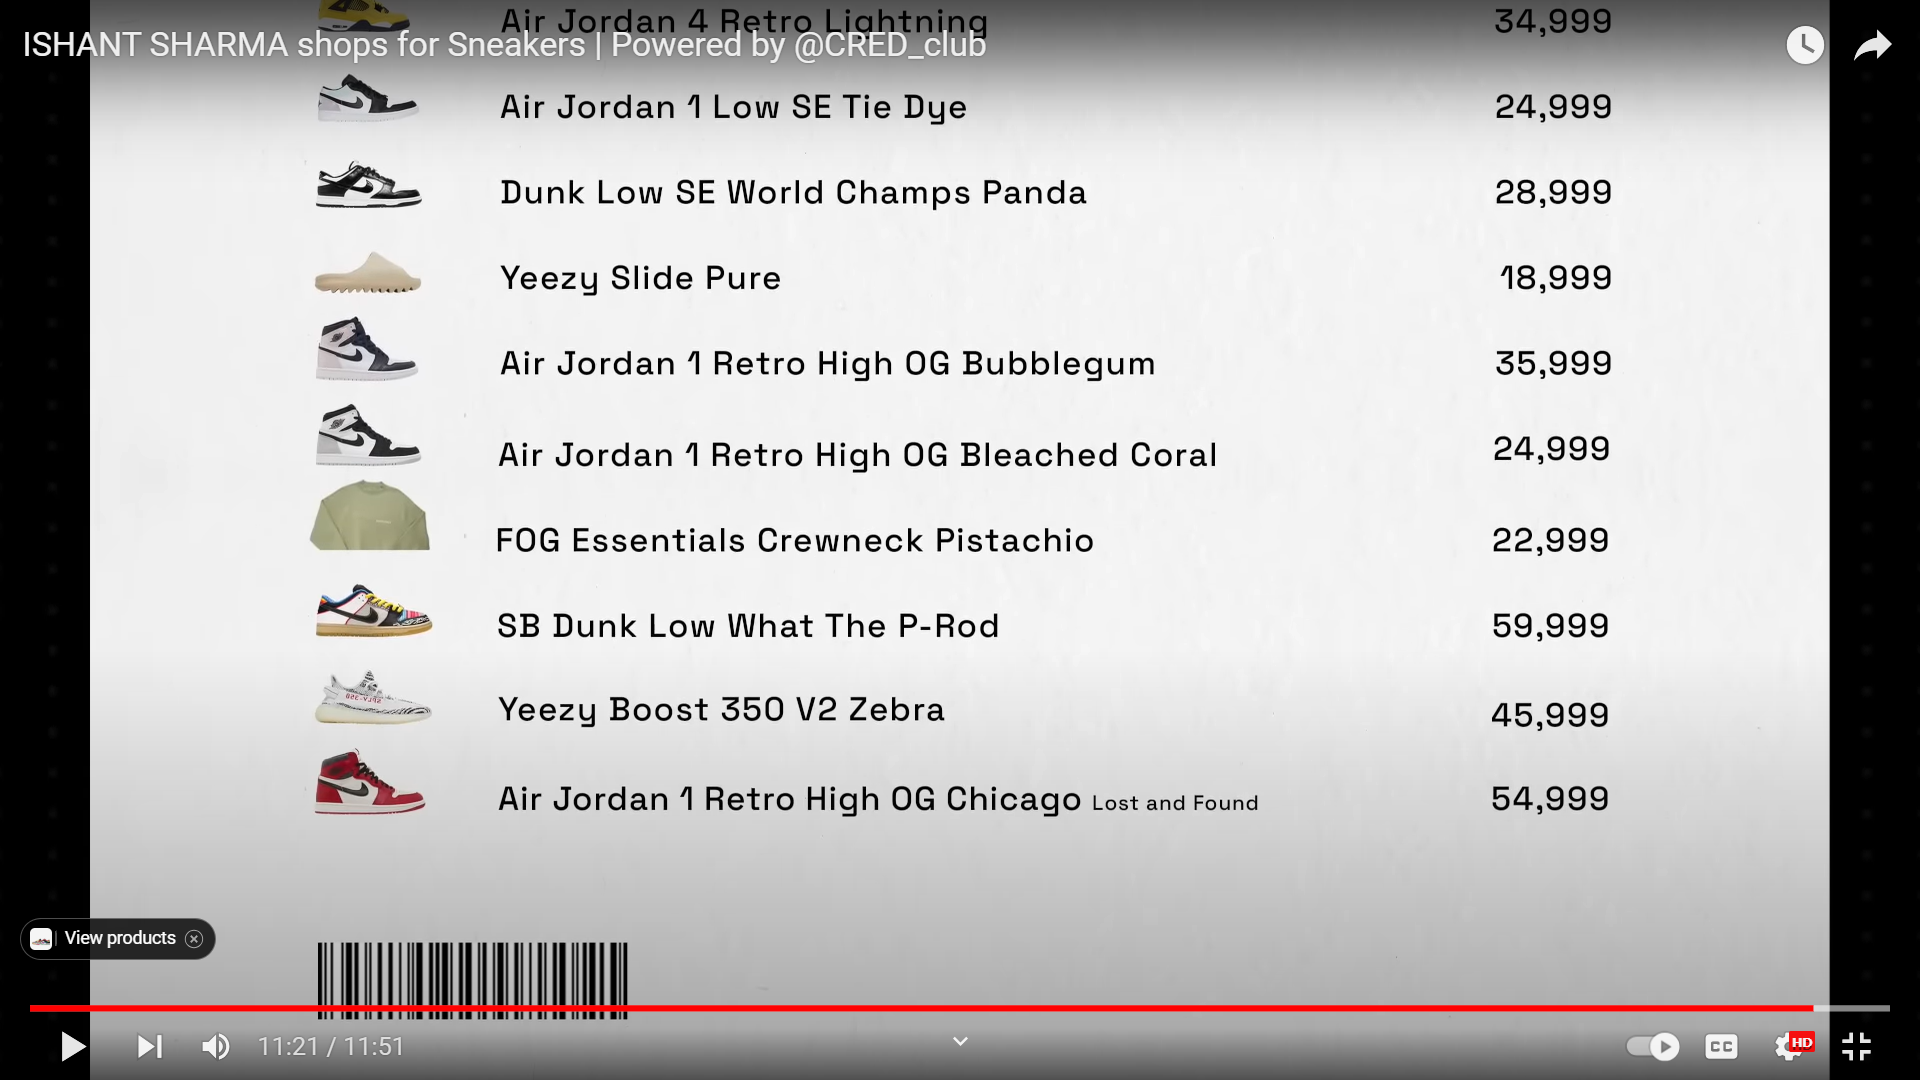 Air Jordan 4 Retro Lightning 34,999
ISHANT SHARMA shops for Sneakers | Powered by @CRED_club
Air Jordan 1 Low SE Tie Dye 24,999
Dunk Low SE World Champs Panda 28,999
Yeezy Slide Pure 18,999
Air Jordan 1 Retro High OG Bubblegum 35,999
Air Jordan 1 Retro High OG Bleached Coral 24,999
FOG Essentials Crewneck Pistachio 22,999
SB Dunk Low What The P-Rod 59,999
Yeezy Boost 350 V2 Zebra 45,999
Air Jordan 1 Retro High OG Chicago Lost and Found 54,999
View products
11:21 / 11:51
CC
HD